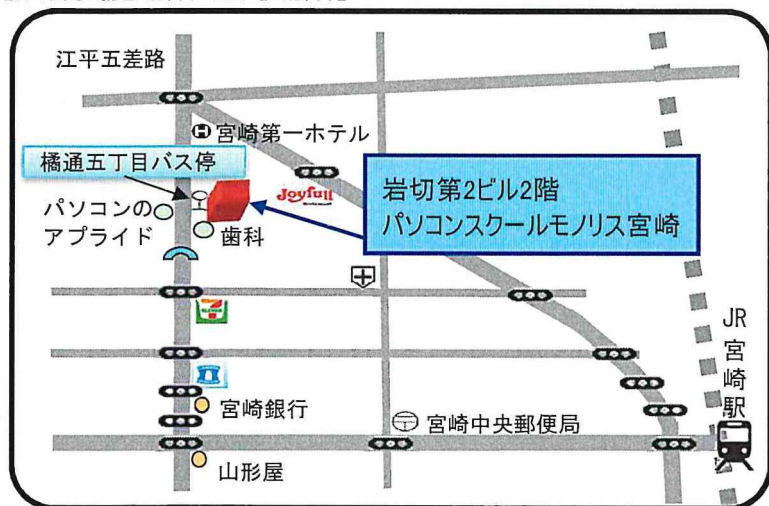 江平五差路
宮崎第一ホテル
橘通五丁目バス停
Joyfull
岩切第2ビル2階
パソコンスクールモノリス宮崎
パソコンの
アプライド
歯科
JR宮崎駅
宮崎銀行
宮崎中央郵便局
山形屋